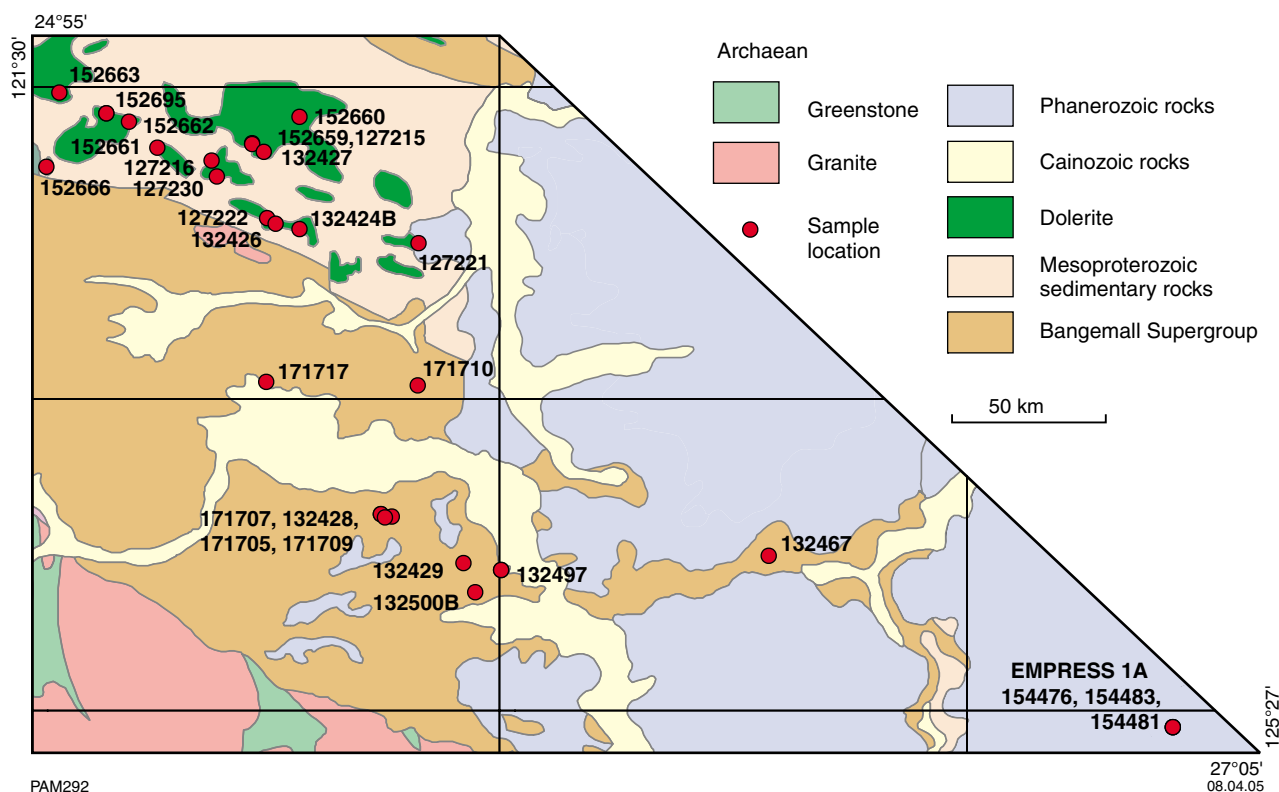 24°55'
121°30'
152663
152695
152662
152661
127216
152666
127230
152660
152659,127215
132427
127222
132426
132424B
127221
171717
171710
171707, 132428,
171705, 171709
132429
132497
132500B
132467
EMPRESS 1A
154476, 154483,
154481
Archaean
Greenstone
Granite
Sample
location
Phanerozoic rocks
Cainozoic rocks
Dolerite
Mesoproterozoic
sedimentary rocks
Bangemall Supergroup
50 km
125°27'
27°05'
PAM292
08.04.05